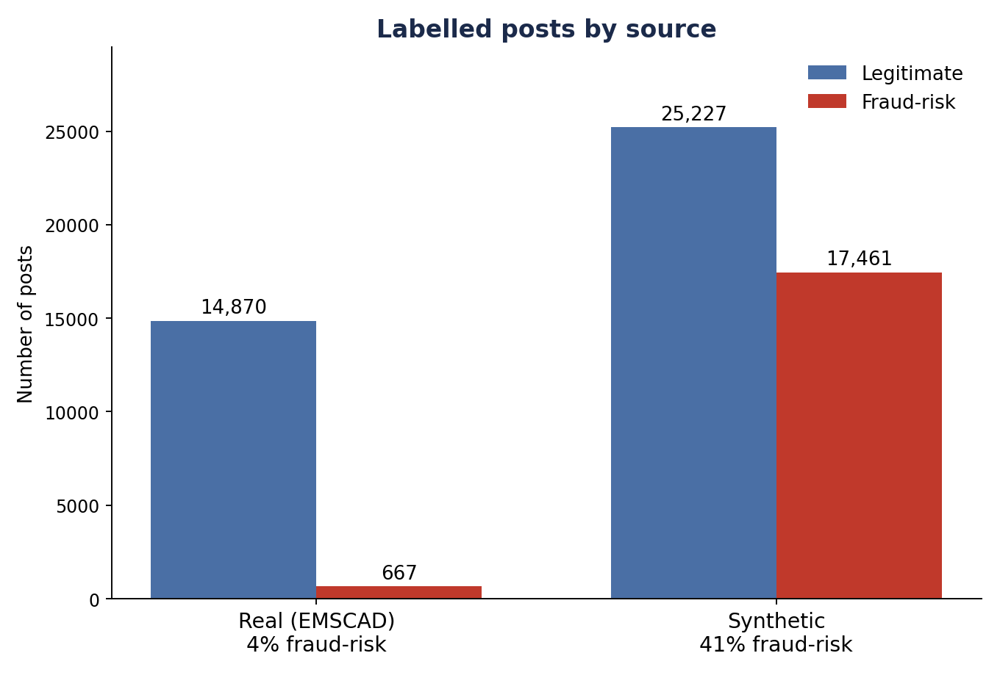 Labelled posts by source
Legitimate
Fraud-risk
Number of posts
25000
20000
15000
10000
5000
0
14,870
667
25,227
17,461
Real (EMSCAD)
4% fraud-risk
Synthetic
41% fraud-risk